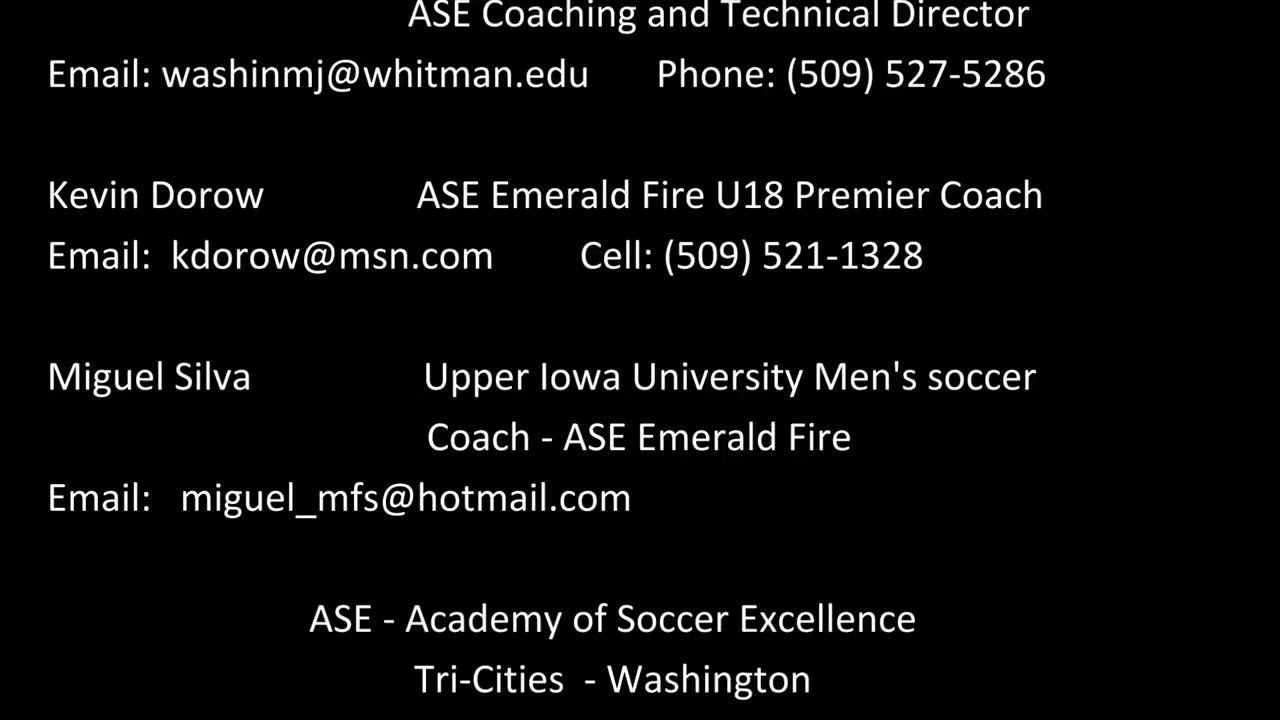 ASE Coaching and Technical Director
Email: washinmj@whitman.edu Phone: (509) 527-5286
Kevin Dorow ASE Emerald Fire U18 Premier Coach
Email: kdorow@msn.com Cell: (509) 521-1328
Miguel Silva Upper Iowa University Men's soccer
Coach - ASE Emerald Fire
Email: miguel_mfs@hotmail.com
ASE - Academy of Soccer Excellence
Tri-Cities - Washington